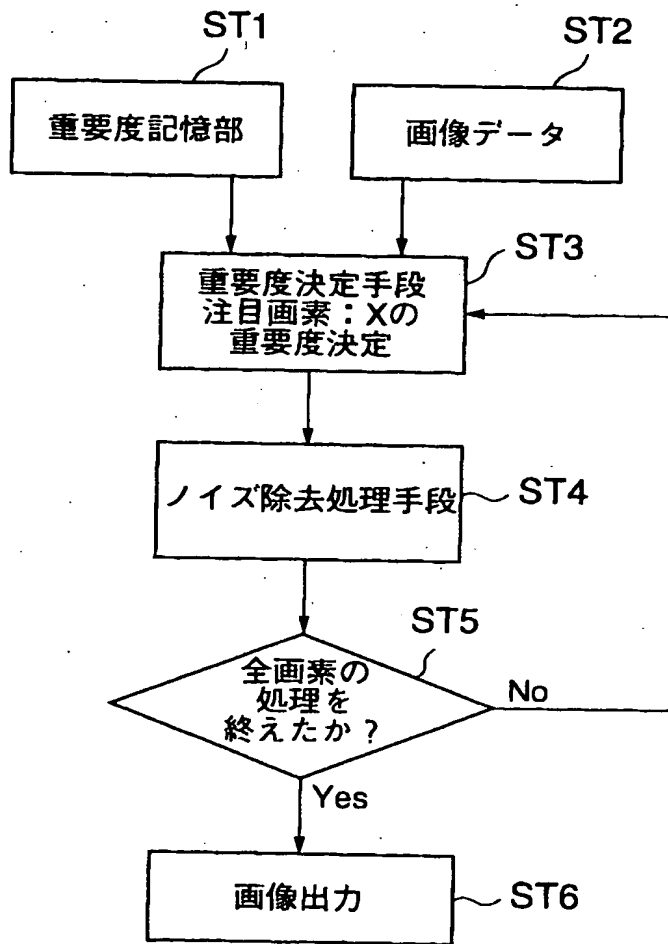 ST1
ST2
重要度記憶部
画像データ
ST3
重要度決定手段
注目画素：Xの
重要度決定
ノイズ除去処理手段
ST4
ST5
全画素の
処理を
終えたか？
No
Yes
画像出力
ST6